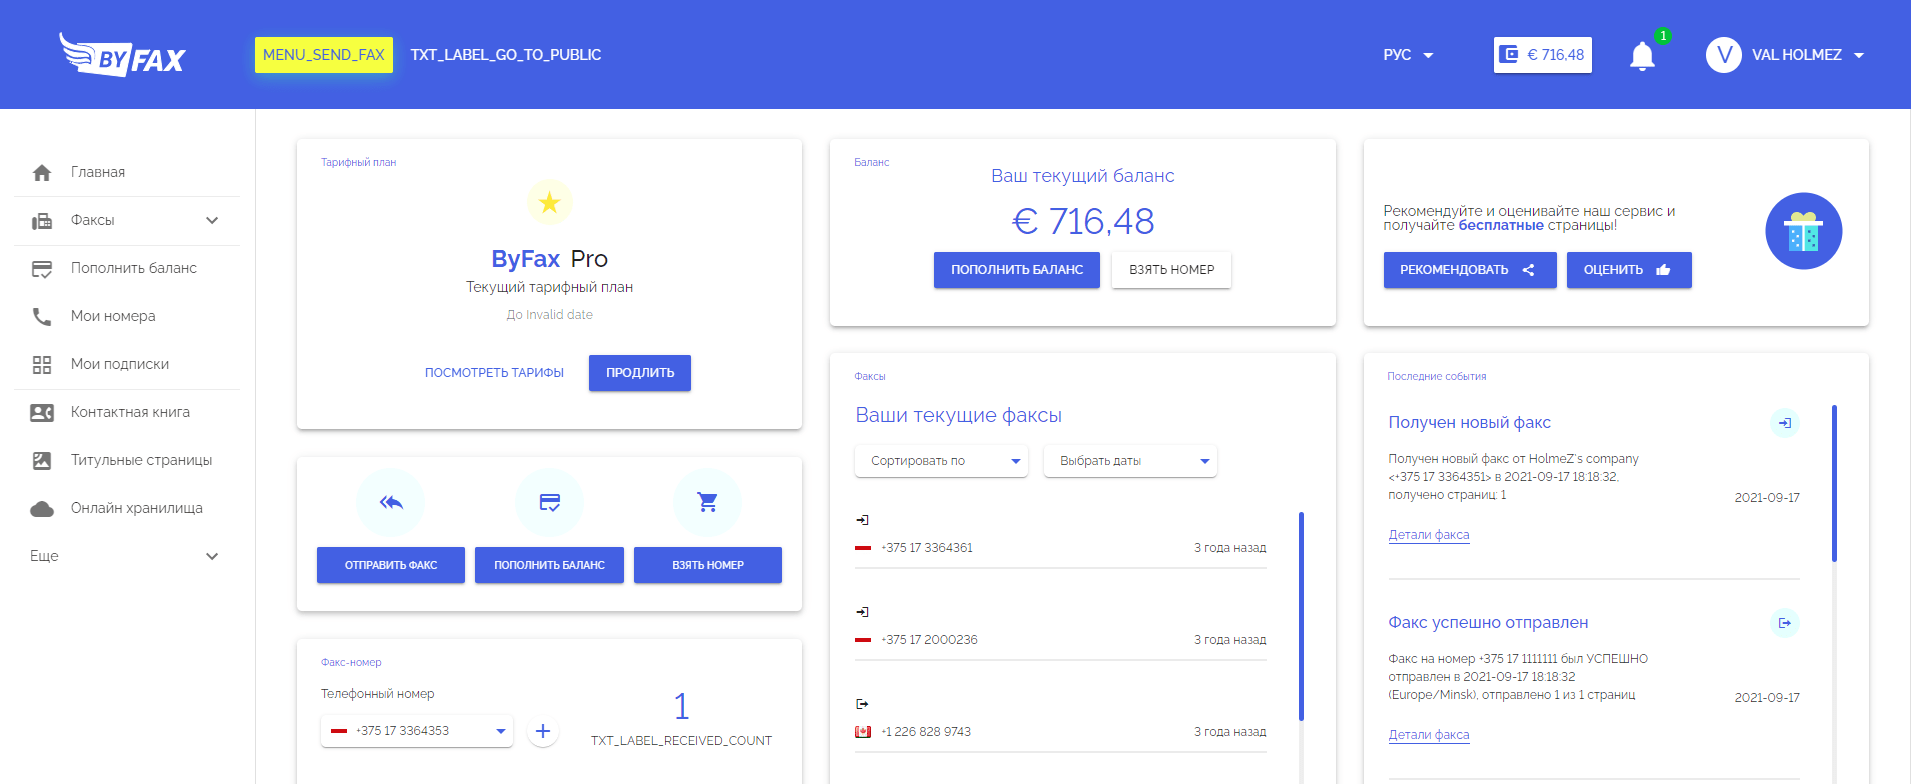 BYFAX
MENU_SEND_FAX
TXT_LABEL_GO_TO_PUBLIC
РУС
€ 716,48
1
V
VAL HOLMEZ
Главная
Факсы
Пополнить баланс
Мои номера
Мои подписки
Контактная книга
Титульные страницы
Онлайн хранилища
Еще
Тарифный план
ByFax Pro
Текущий тарифный план
До Invalid date
ПОСМОТРЕТЬ ТАРИФЫ
ПРОДЛИТЬ
ОТПРАВИТЬ ФАКС
ПОПОЛНИТЬ БАЛАНС
ВЗЯТЬ НОМЕР
Факс-номер
Телефонный номер
+375 17 3364353
1
TXT_LABEL_RECEIVED_COUNT
Баланс
Ваш текущий баланс
€ 716,48
ПОПОЛНИТЬ БАЛАНС
ВЗЯТЬ НОМЕР
Факсы
Ваши текущие факсы
Сортировать по
Выбрать даты
+375 17 3364361
3 года назад
+375 17 2000236
3 года назад
+1 226 828 9743
3 года назад
Рекомендуйте и оценивайте наш сервис и
получайте бесплатные страницы!
РЕКОМЕНДОВАТЬ
ОЦЕНИТЬ
Последние события
Получен новый факс
Получен новый факс от HolmeZ's company
<+375 17 3364351> в 2021-09-17 18:18:32,
получено страниц: 1
2021-09-17
Детали факса
Факс успешно отправлен
Факс на номер +375 17 1111111 был УСПЕШНО
отправлен в 2021-09-17 18:18:32
(Europe/Minsk), отправлено 1 из 1 страниц
2021-09-17
Детали факса